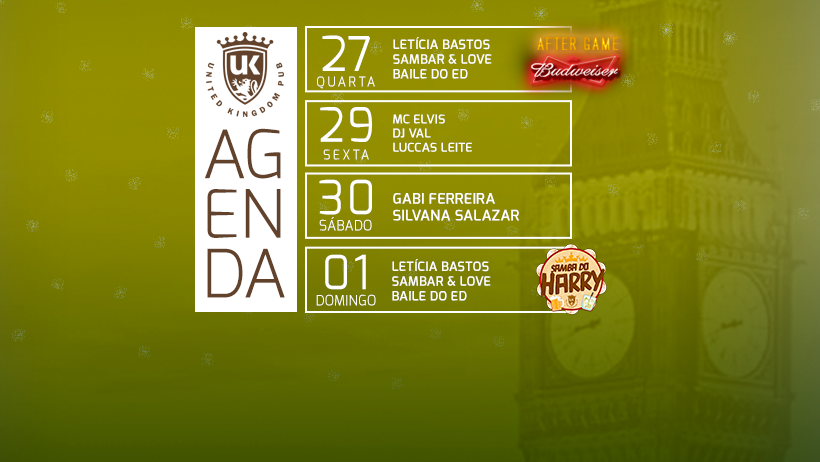 UK
UNITED KINGDOM PUB
AG
EN
DA
27
QUARTA
LETÍCIA BASTOS
SAMBAR & LOVE
BAILE DO ED
AFTER GAME
Budweiser
29
SEXTA
MC ELVIS
DJ VAL
LUCCAS LEITE
30
SÁBADO
GABI FERREIRA
SILVANA SALAZAR
01
DOMINGO
LETÍCIA BASTOS
SAMBAR & LOVE
BAILE DO ED
SAMBA DO
HARRY